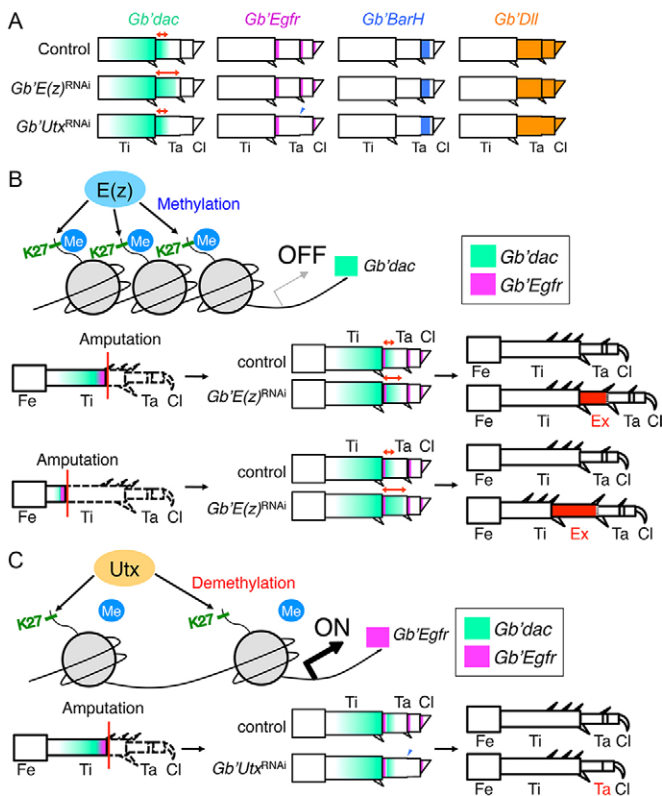 A
Gb'dac Gb'Egfr Gb'BarH Gb'Dll
Control
Gb'E(z)RNAi
Gb'UtxRNAi
Ti Ta Cl Ti Ta Cl Ti Ta Cl Ti Ta Cl
B
E(z)
Methylation
K27 Me K27 Me K27 Me
OFF
Gb'dac
Gb'dac
Gb'Egfr
Amputation
Fe Ti Ta Cl
Ti Ta Cl
control
Gb'E(z)RNAi
Fe Ti Ta Cl
Fe Ti Ex Ta Cl
Amputation
Fe Ti Ta Cl
Ti Ta Cl
control
Gb'E(z)RNAi
Fe Ti Ta Cl
Fe Ti Ex Ta Cl
C
Utx
Demethylation
K27 Me K27 Me
ON
Gb'Egfr
Gb'dac
Gb'Egfr
Amputation
Fe Ti Ta Cl
Ti Ta Cl
control
Gb'UtxRNAi
Fe Ti Ta Cl
Fe Ti Ta Cl